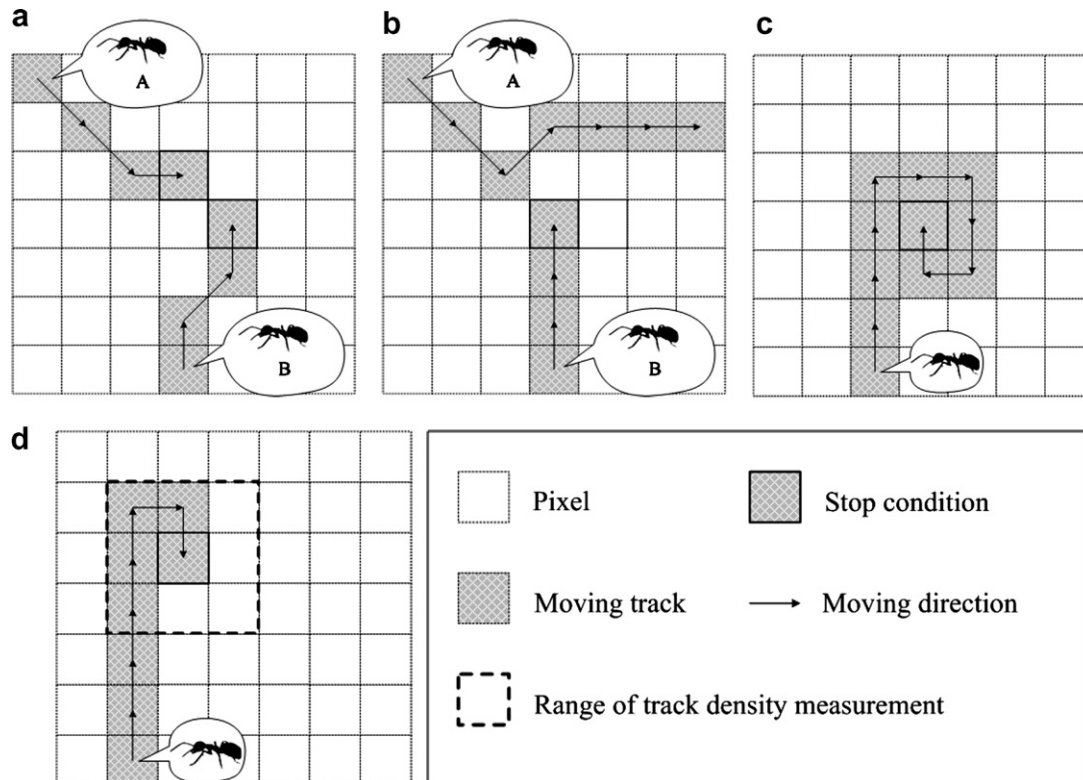 a
A
B
b
A
B
c
d
Pixel
Stop condition
Moving track
Moving direction
Range of track density measurement